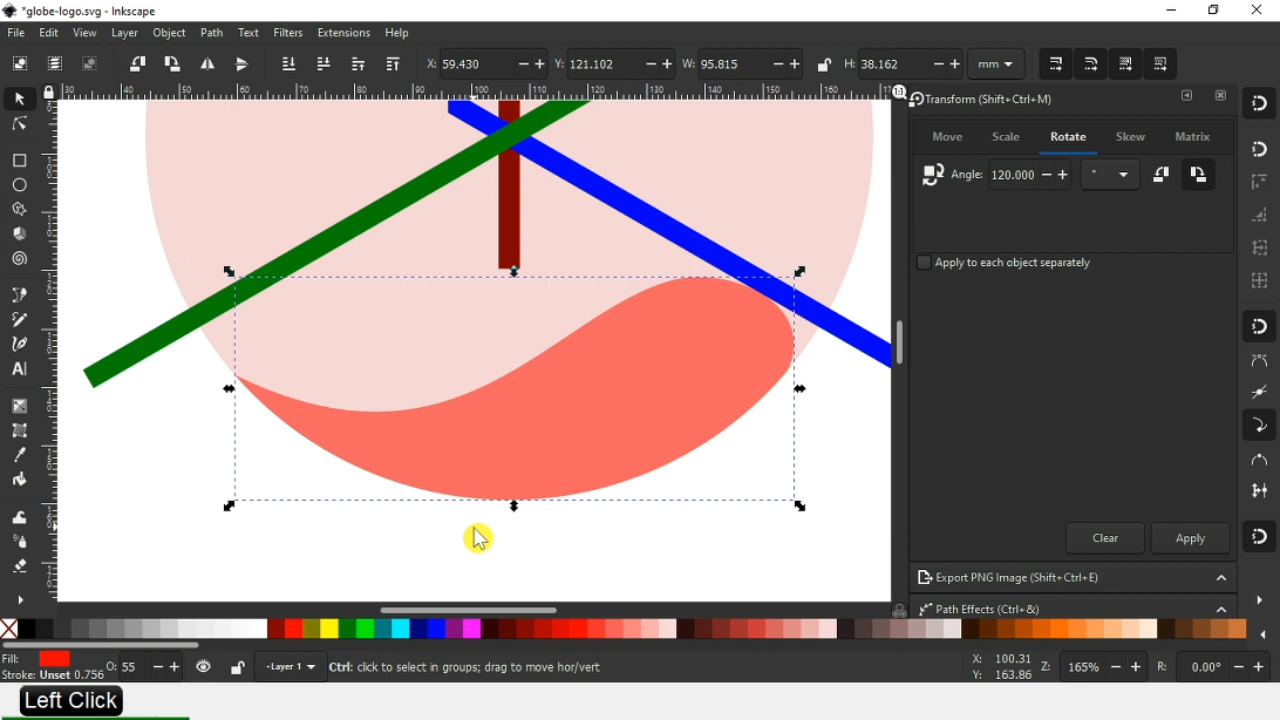 *globe-logo.svg - Inkscape
File Edit View Layer Object Path Text Filters Extensions Help
X: 59.430 Y: 121.102 W: 95.815 H: 38.162 mm
Transform (Shift+Ctrl+M)
Move Scale Rotate Skew Matrix
Angle: 120.000 °
Apply to each object separately
Clear Apply
Export PNG Image (Shift+Ctrl+E)
Path Effects (Ctrl+&)
Fill:
Stroke: Unset 0.756
O: 55
-Layer 1
Ctrl: click to select in groups; drag to move hor/vert
X: 100.31
Y: 163.86
Z: 165%
R: 0.00°
Left Click